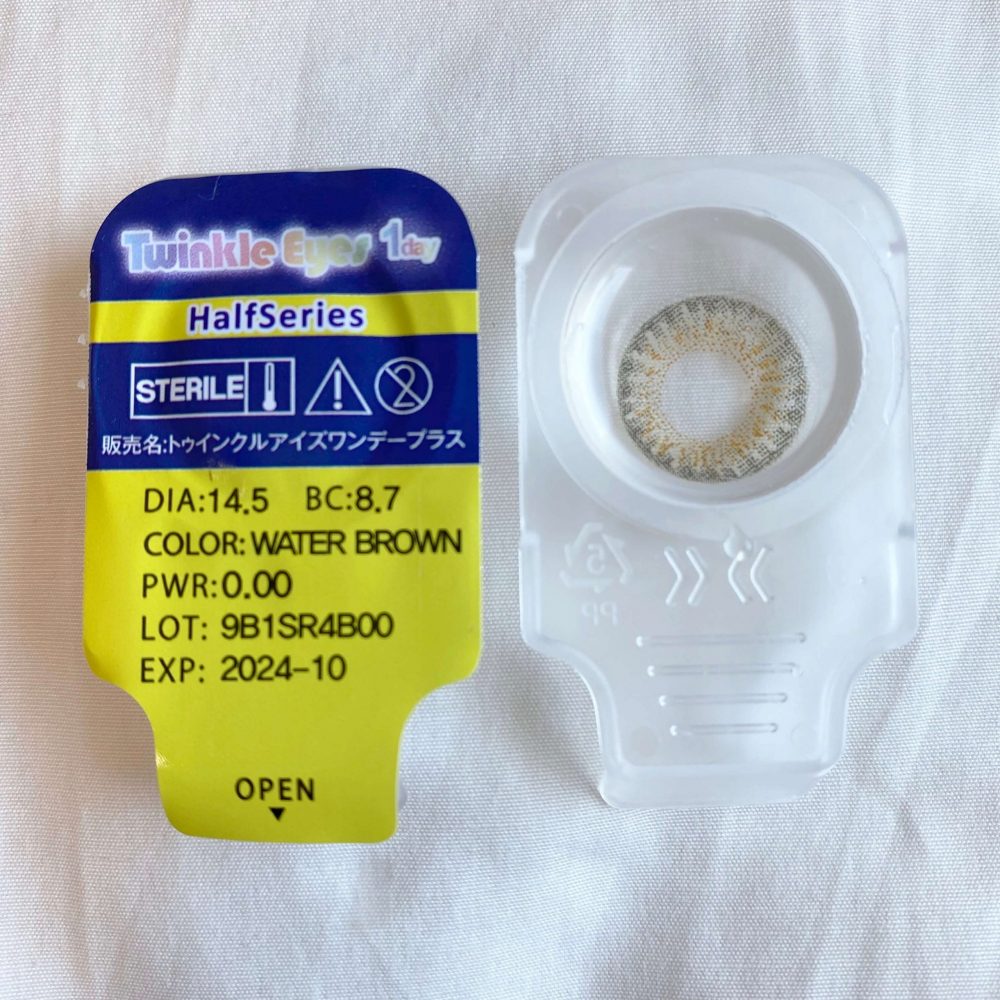 Twinkle Eyes 1day
HalfSeries
STERILE
2
販売名:トゥインクルアイズワンデープラス
DIA:14.5 BC:8.7
COLOR: WATER BROWN
PWR:0.00
LOT: 9B1SR4B00
EXP: 2024-10
OPEN
5
PP